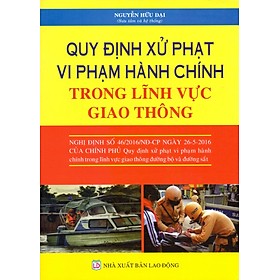 NGUYỄN HỮU ĐẠI
(Sưu tầm và hệ thống)
QUY ĐỊNH XỬ PHẠT
VI PHẠM HÀNH CHÍNH
TRONG LĨNH VỰC
GIAO THÔNG
NGHỊ ĐỊNH SỐ 46/2016/NĐ-CP NGÀY 26-5-2016
CỦA CHÍNH PHỦ Quy định xử phạt vi phạm hành
chính trong lĩnh vực giao thông đường bộ và đường sắt
NHÀ XUẤT BẢN LAO ĐỘNG